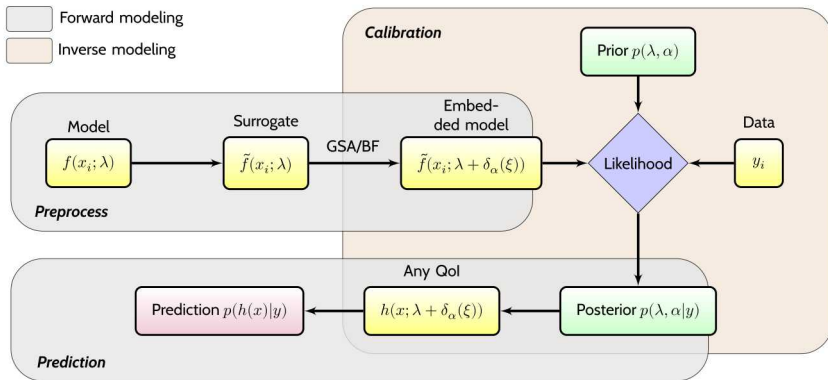 Forward modeling
Inverse modeling
Calibration
Prior p(λ, α)
Model
Surrogate
Embed-
ded model
Data
f(x_i; λ)
f̃(x_i; λ)
GSA/BF
f̃(x_i; λ + δ_α(ξ))
Likelihood
y_i
Preprocess
Any QoI
Prediction p(h(x)|y)
h(x; λ + δ_α(ξ))
Posterior p(λ, α|y)
Prediction